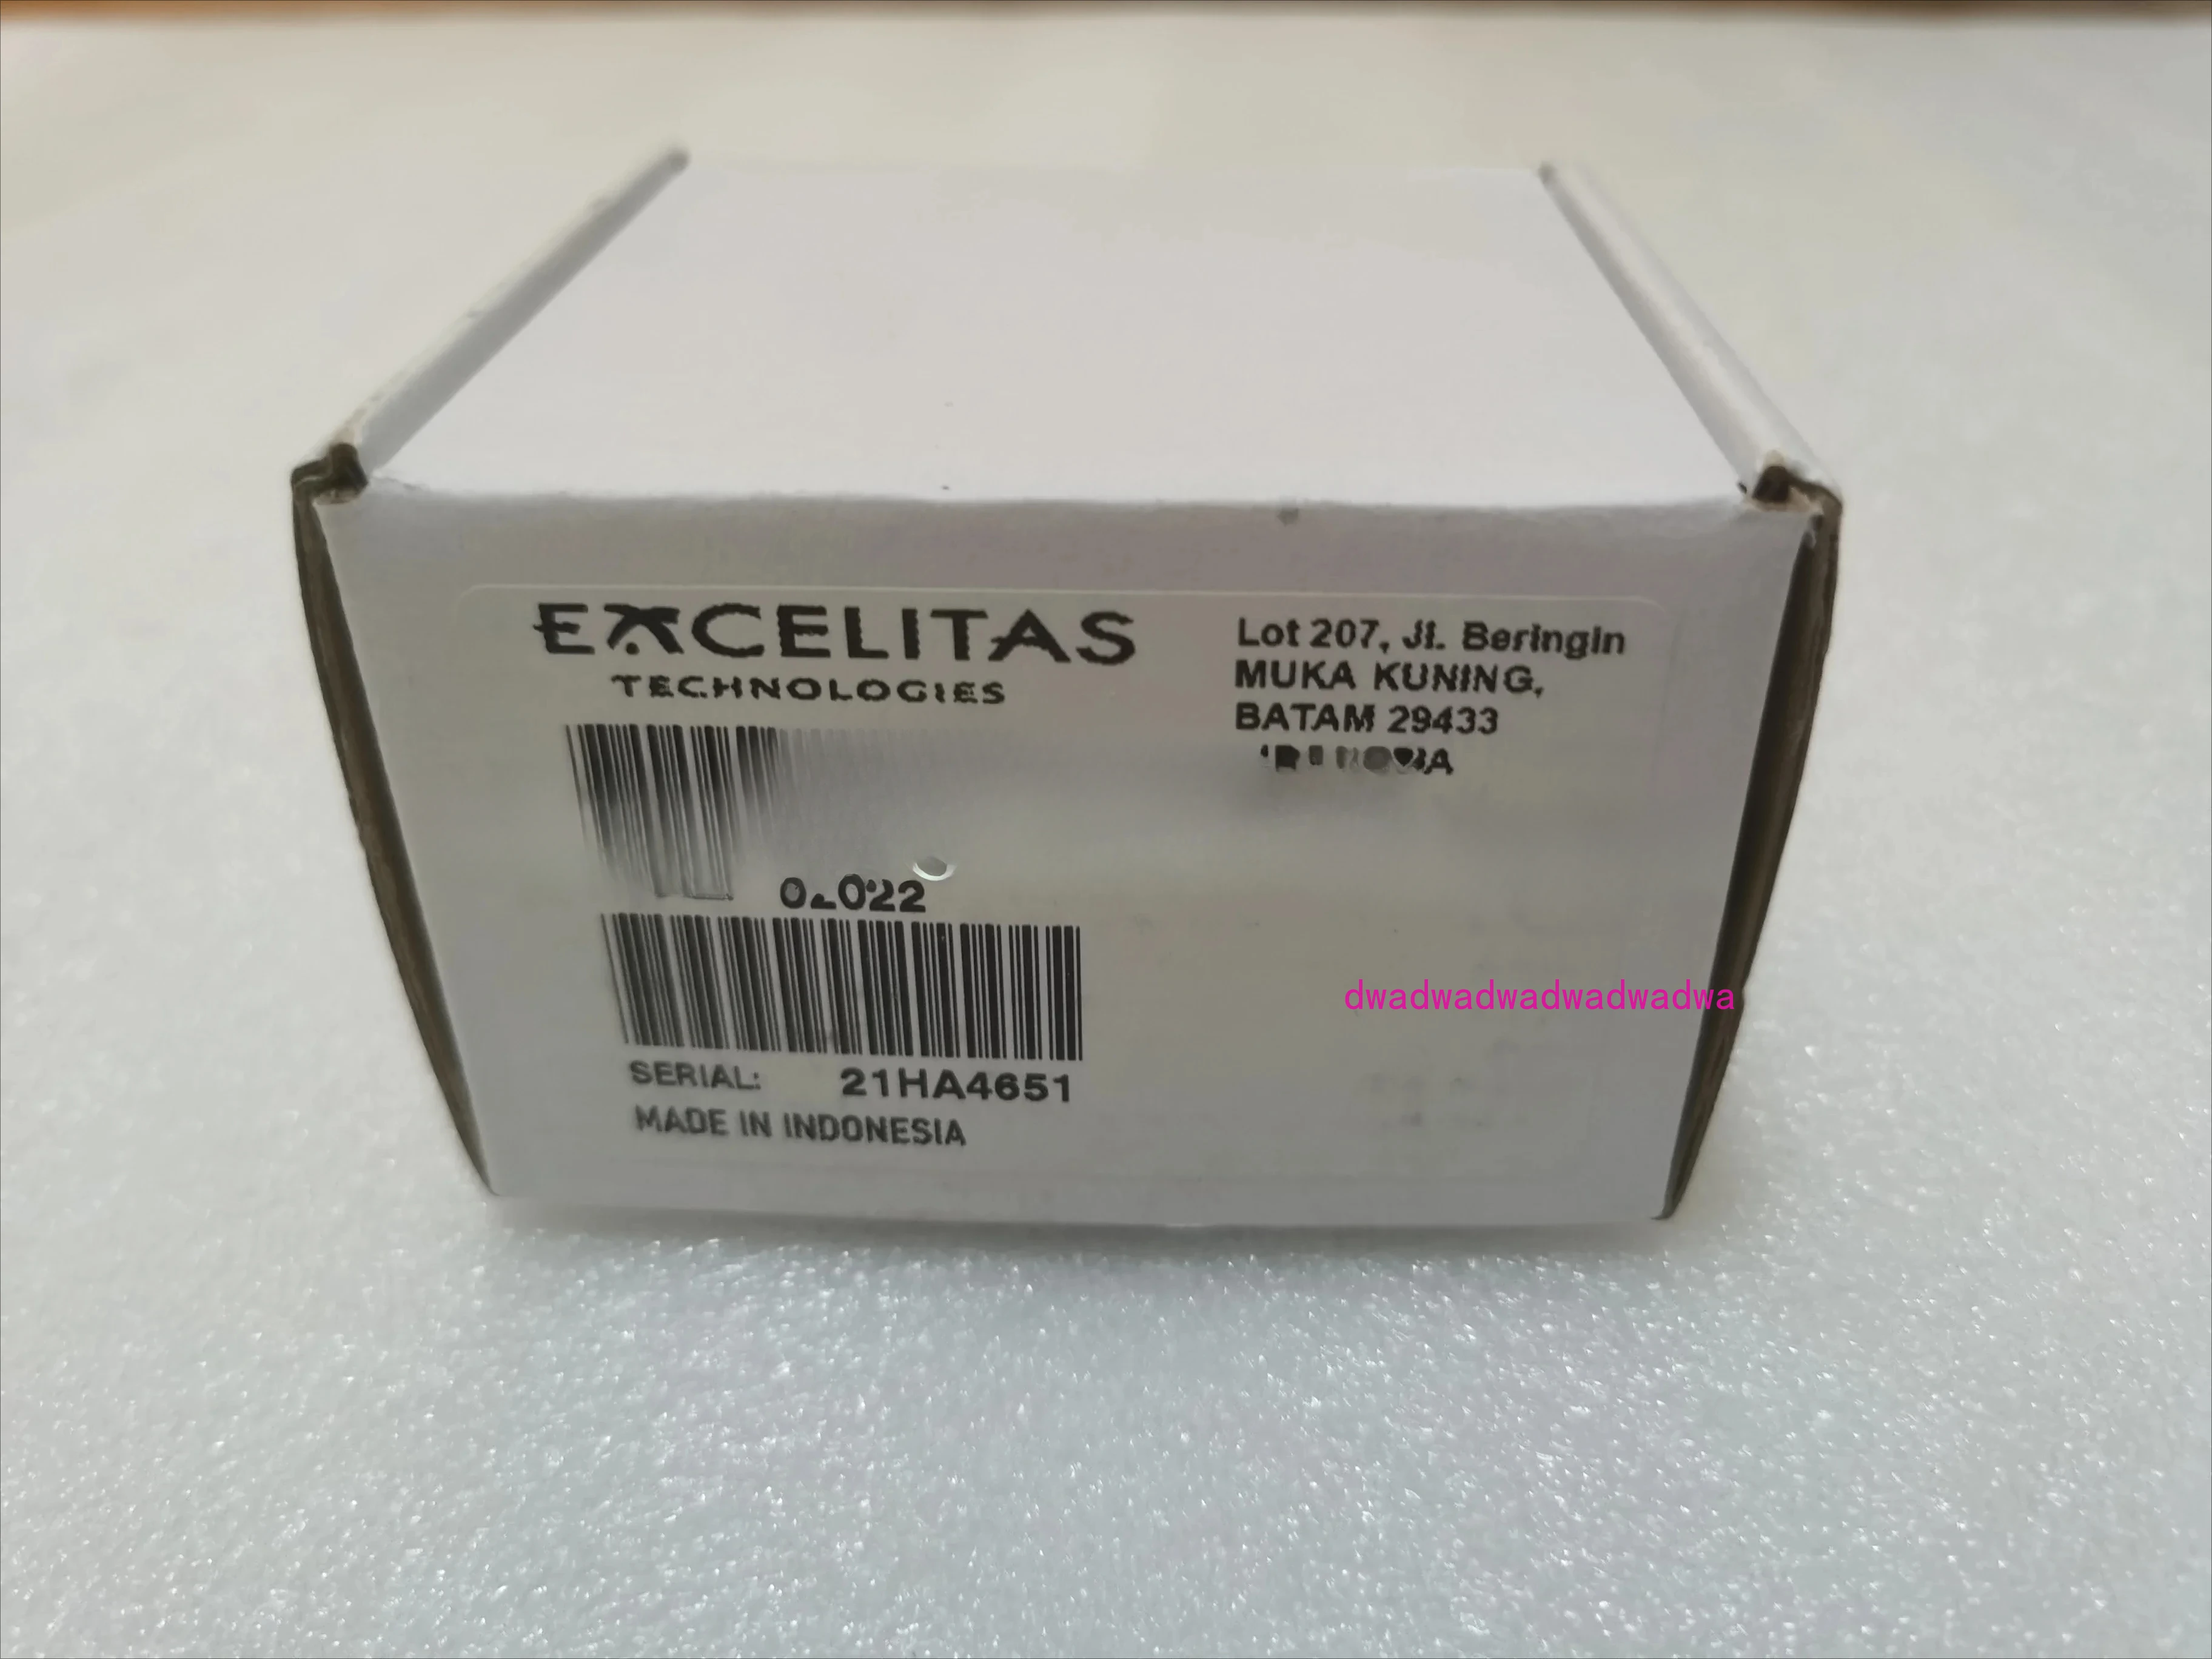 EXCELITAS
TECHNOLOGIES
Lot 207, Jl. Beringin
MUKA KUNING,
BATAM 29433
SERIAL: 21HA4651
MADE IN INDONESIA
dwadwadwadwadwadwa